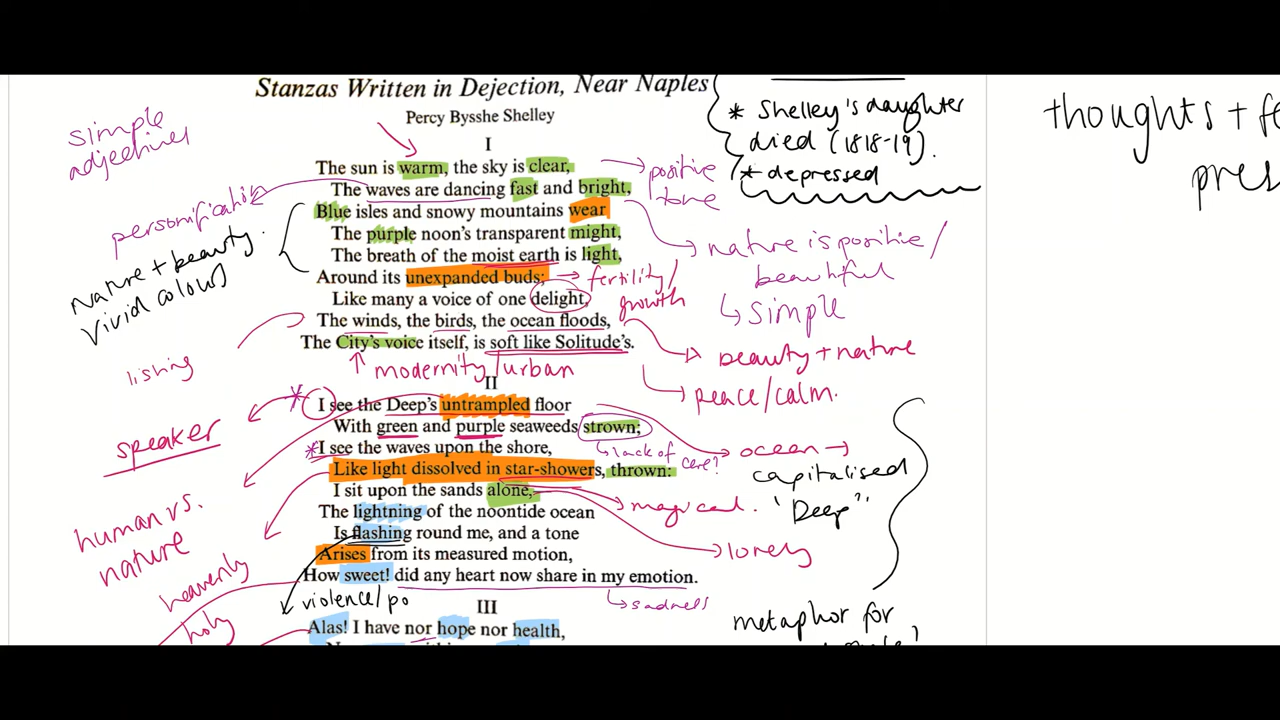 Stanzas Written in Dejection, Near Naples
Percy Bysshe Shelley
* Shelley's daughter
died (1818-19).
* depressed
thoughts +
simple
adjectives
I
The sun is warm, the sky is clear,
The waves are dancing fast and bright,
Blue isles and snowy mountains wear
The purple noon's transparent might,
The breath of the moist earth is light,
Around its unexpanded buds;
Like many a voice of one delight,
The winds, the birds, the ocean floods,
The City's voice itself, is soft like Solitude's.
positive
tone
personification
nature + beauty.
vivid colours
nature is positive/
beautiful
↳ simple
→ fertility/
growth
beauty + nature
peace/calm.
listing
modernity/urban
II
I see the Deep's untrampled floor
With green and purple seaweeds strown;
* I see the waves upon the shore,
Like light dissolved in star-showers, thrown:
I sit upon the sands alone,
The lightning of the noontide ocean
Is flashing round me, and a tone
Arises from its measured motion,
How sweet! did any heart now share in my emotion.
speaker
↳ lack of
care?
ocean →
capitalised
'Deep'
human vs.
nature
magical.
lonely
heavenly
holy
violence/po
↳ sadness
metaphor for
III
Alas! I have nor hope nor health,